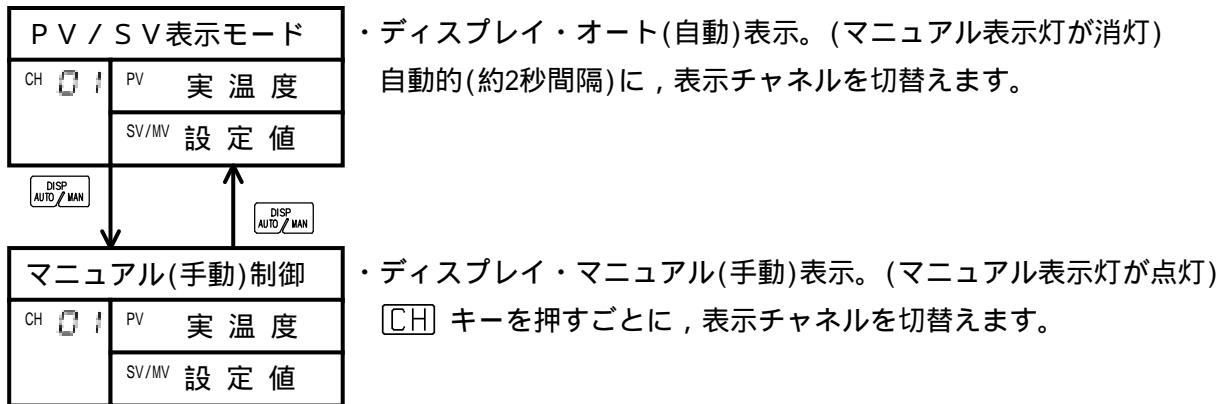 ＰＶ／ＳＶ表示モード
・ディスプレイ・オート(自動)表示。(マニュアル表示灯が消灯)
CH 01 PV 実温度
自動的(約2秒間隔)に，表示チャネルを切替えます。
SV/MV 設定値
DISP
AUTO/MAN
DISP
AUTO/MAN
マニュアル(手動)制御
・ディスプレイ・マニュアル(手動)表示。(マニュアル表示灯が点灯)
CH 01 PV 実温度
CH キーを押すごとに，表示チャネルを切替えます。
SV/MV 設定値